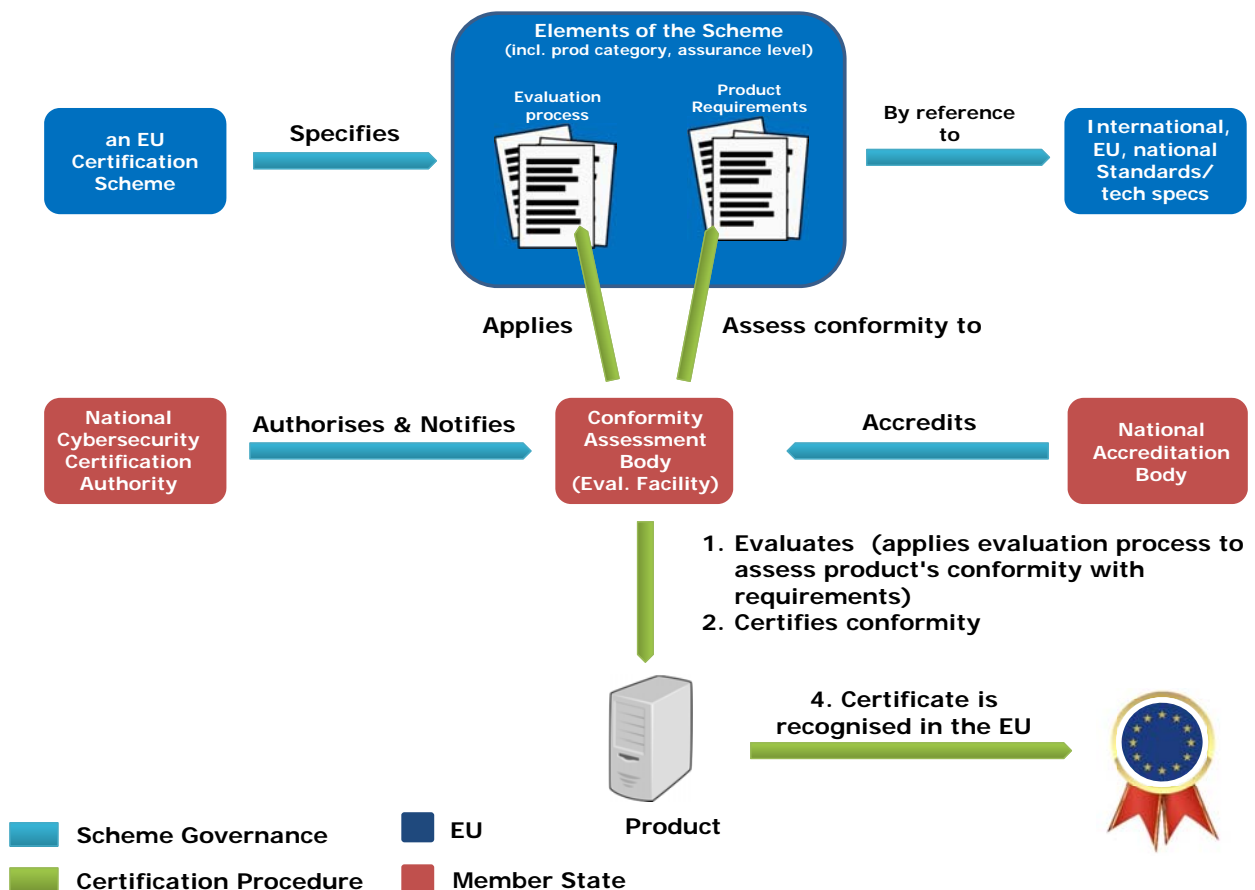 Elements of the Scheme
(incl. prod category, assurance level)
Evaluation
process
Product
Requirements
an EU
Certification
Scheme
Specifies
By reference
to
International,
EU, national
Standards/
tech specs
Applies
Assess conformity to
National
Cybersecurity
Certification
Authority
Authorises & Notifies
Conformity
Assessment
Body
(Eval. Facility)
Accredits
National
Accreditation
Body
1. Evaluates (applies evaluation process to
assess product's conformity with
requirements)
2. Certifies conformity
4. Certificate is
recognised in the EU
Product
Scheme Governance
EU
Certification Procedure
Member State